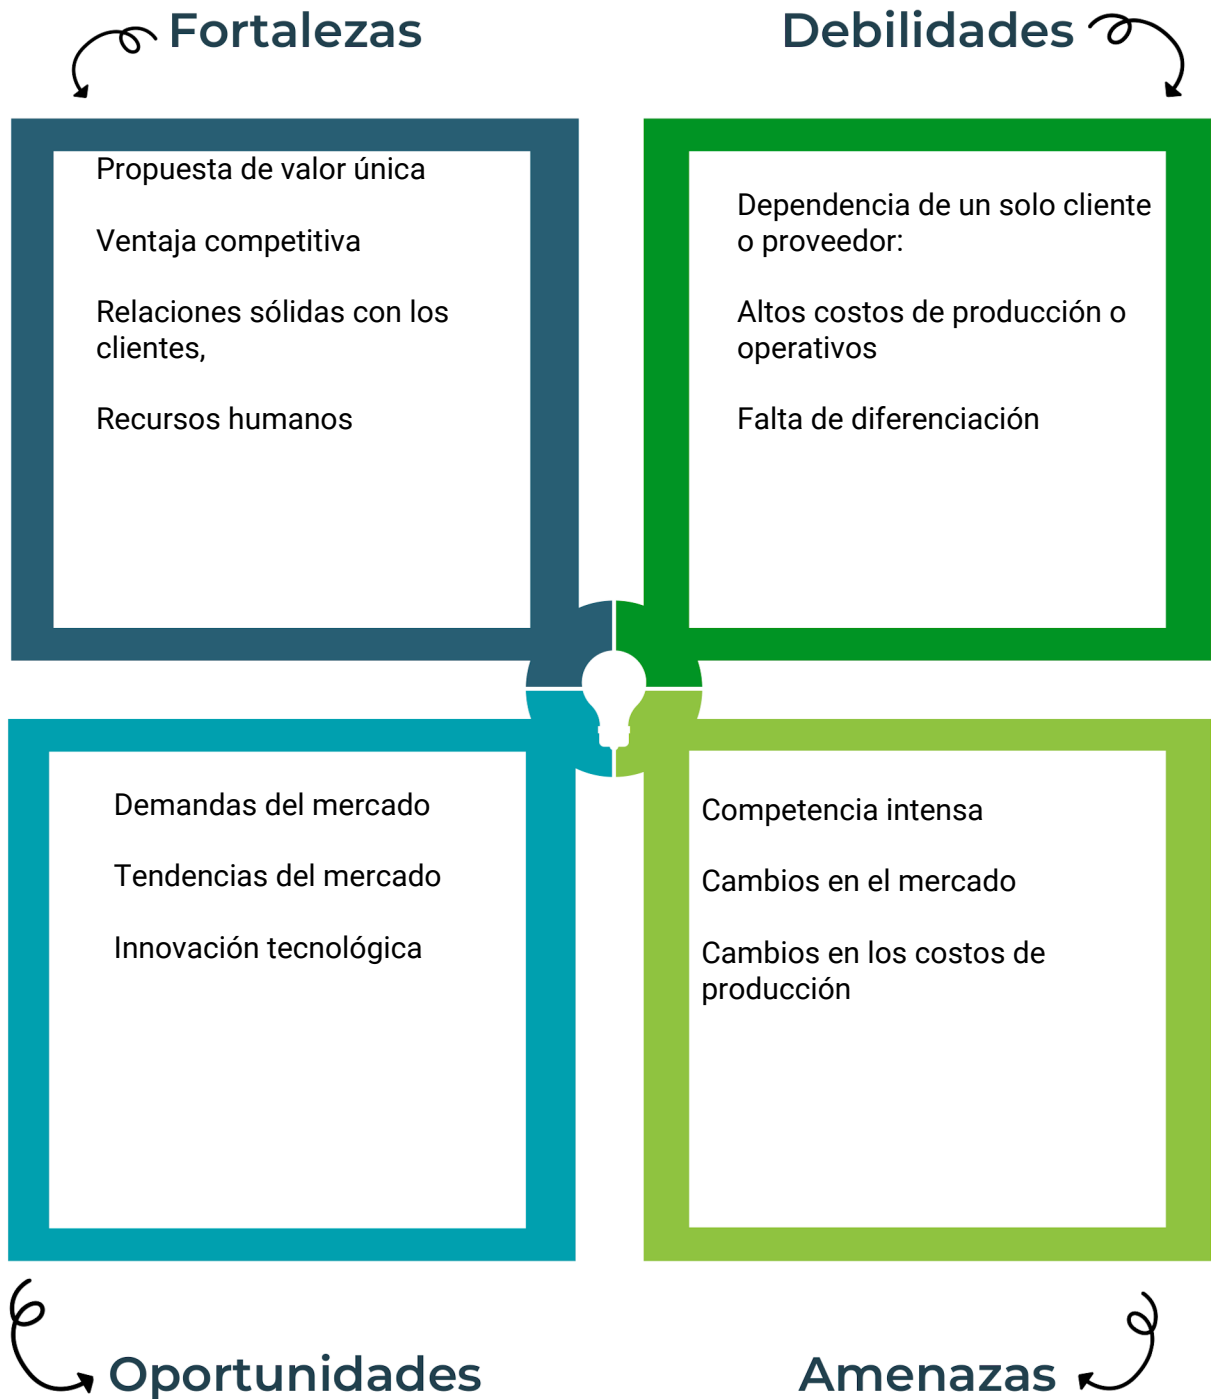 Fortalezas
Propuesta de valor única
Ventaja competitiva
Relaciones sólidas con los
clientes,
Recursos humanos
Debilidades
Dependencia de un solo cliente
o proveedor:
Altos costos de producción o
operativos
Falta de diferenciación
Demandas del mercado
Tendencias del mercado
Innovación tecnológica
Oportunidades
Competencia intensa
Cambios en el mercado
Cambios en los costos de
producción
Amenazas